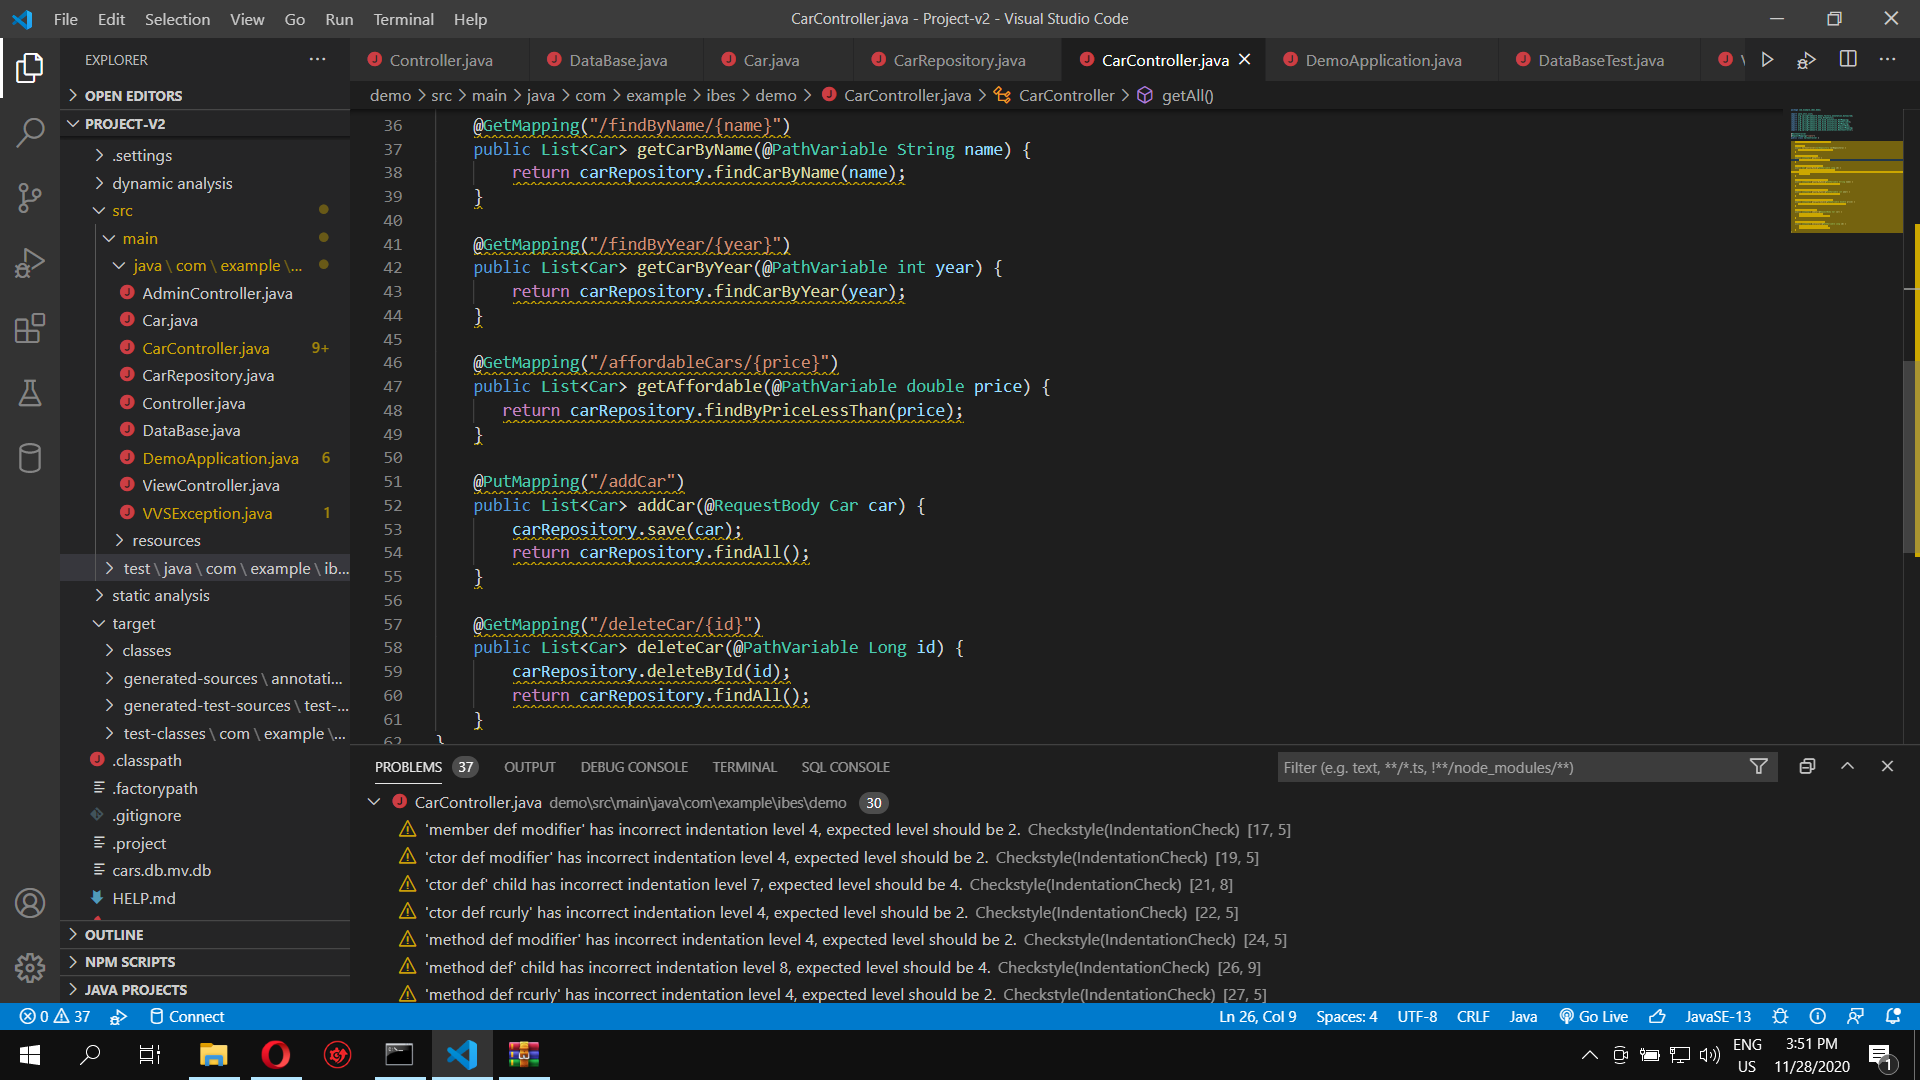 File Edit Selection View Go Run Terminal Help
CarController.java - Project-v2 - Visual Studio Code
EXPLORER
Controller.java DataBase.java Car.java CarRepository.java CarController.java DemoApplication.java DataBaseTest.java
OPEN EDITORS
demo > src > main > java > com > example > ibes > demo > CarController.java > CarController > getAll()
PROJECT-V2
.settings
dynamic analysis
src
main
java \ com \ example \...
AdminController.java
Car.java
CarController.java 9+
CarRepository.java
Controller.java
DataBase.java
DemoApplication.java 6
ViewController.java
VVSException.java 1
resources
test \ java \ com \ example \ ib...
static analysis
target
classes
generated-sources \ annotati...
generated-test-sources \ test-...
test-classes \ com \ example \...
.classpath
.factorypath
.gitignore
.project
cars.db.mv.db
HELP.md
OUTLINE
NPM SCRIPTS
JAVA PROJECTS
36 @GetMapping("/findByName/{name}")
37 public List<Car> getCarByName(@PathVariable String name) {
38 return carRepository.findCarByName(name);
39 }
40
41 @GetMapping("/findByYear/{year}")
42 public List<Car> getCarByYear(@PathVariable int year) {
43 return carRepository.findCarByYear(year);
44 }
45
46 @GetMapping("/affordableCars/{price}")
47 public List<Car> getAffordable(@PathVariable double price) {
48 return carRepository.findByPriceLessThan(price);
49 }
50
51 @PutMapping("/addCar")
52 public List<Car> addCar(@RequestBody Car car) {
53 carRepository.save(car);
54 return carRepository.findAll();
55 }
56
57 @GetMapping("/deleteCar/{id}")
58 public List<Car> deleteCar(@PathVariable Long id) {
59 carRepository.deleteById(id);
60 return carRepository.findAll();
61 }
62 }
PROBLEMS 37 OUTPUT DEBUG CONSOLE TERMINAL SQL CONSOLE
Filter (e.g. text, **/*.ts, !**/node_modules/**)
CarController.java demo\src\main\java\com\example\ibes\demo 30
'member def modifier' has incorrect indentation level 4, expected level should be 2. Checkstyle(IndentationCheck) [17, 5]
'ctor def modifier' has incorrect indentation level 4, expected level should be 2. Checkstyle(IndentationCheck) [19, 5]
'ctor def' child has incorrect indentation level 7, expected level should be 4. Checkstyle(IndentationCheck) [21, 8]
'ctor def rcurly' has incorrect indentation level 4, expected level should be 2. Checkstyle(IndentationCheck) [22, 5]
'method def modifier' has incorrect indentation level 4, expected level should be 2. Checkstyle(IndentationCheck) [24, 5]
'method def' child has incorrect indentation level 8, expected level should be 4. Checkstyle(IndentationCheck) [26, 9]
'method def rcurly' has incorrect indentation level 4, expected level should be 2. Checkstyle(IndentationCheck) [27, 5]
0 37 Connect
Ln 26, Col 9 Spaces: 4 UTF-8 CRLF Java Go Live JavaSE-13
ENG
US
3:51 PM
11/28/2020
1